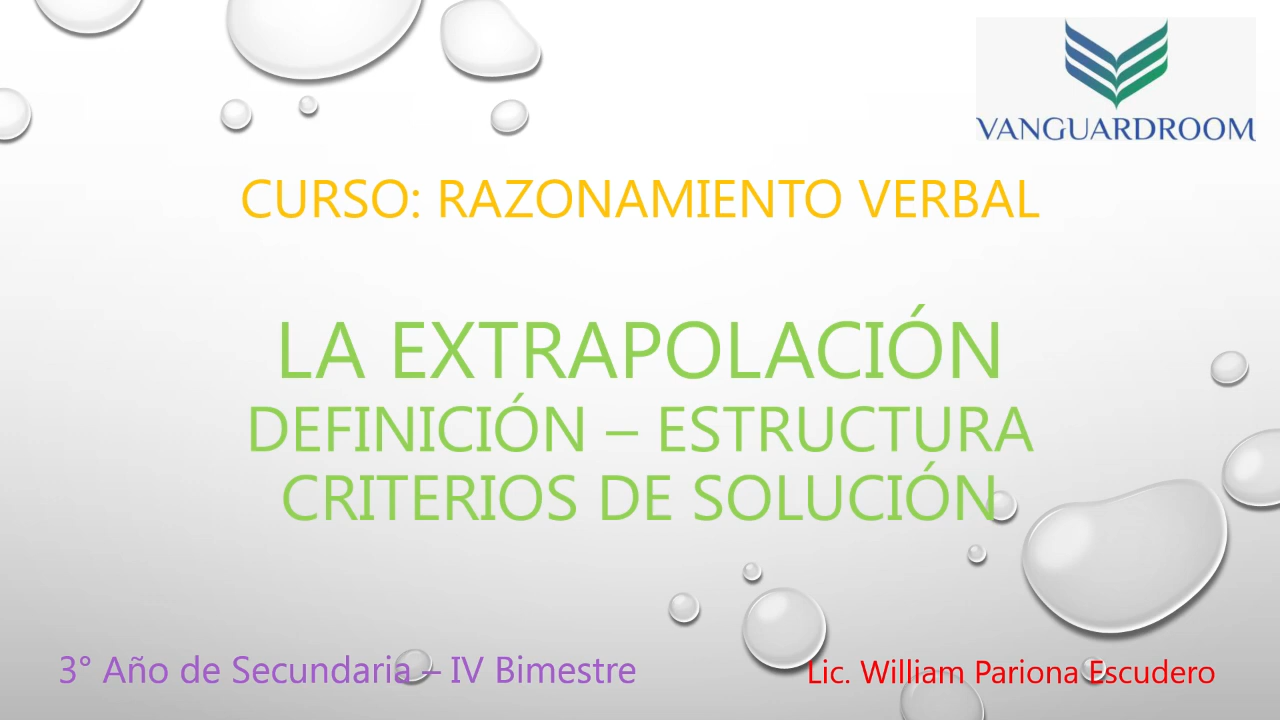 VANGUARDROOM
CURSO: RAZONAMIENTO VERBAL
LA EXTRAPOLACIÓN
DEFINICIÓN – ESTRUCTURA
CRITERIOS DE SOLUCIÓN
3° Año de Secundaria – IV Bimestre
Lic. William Pariona Escudero